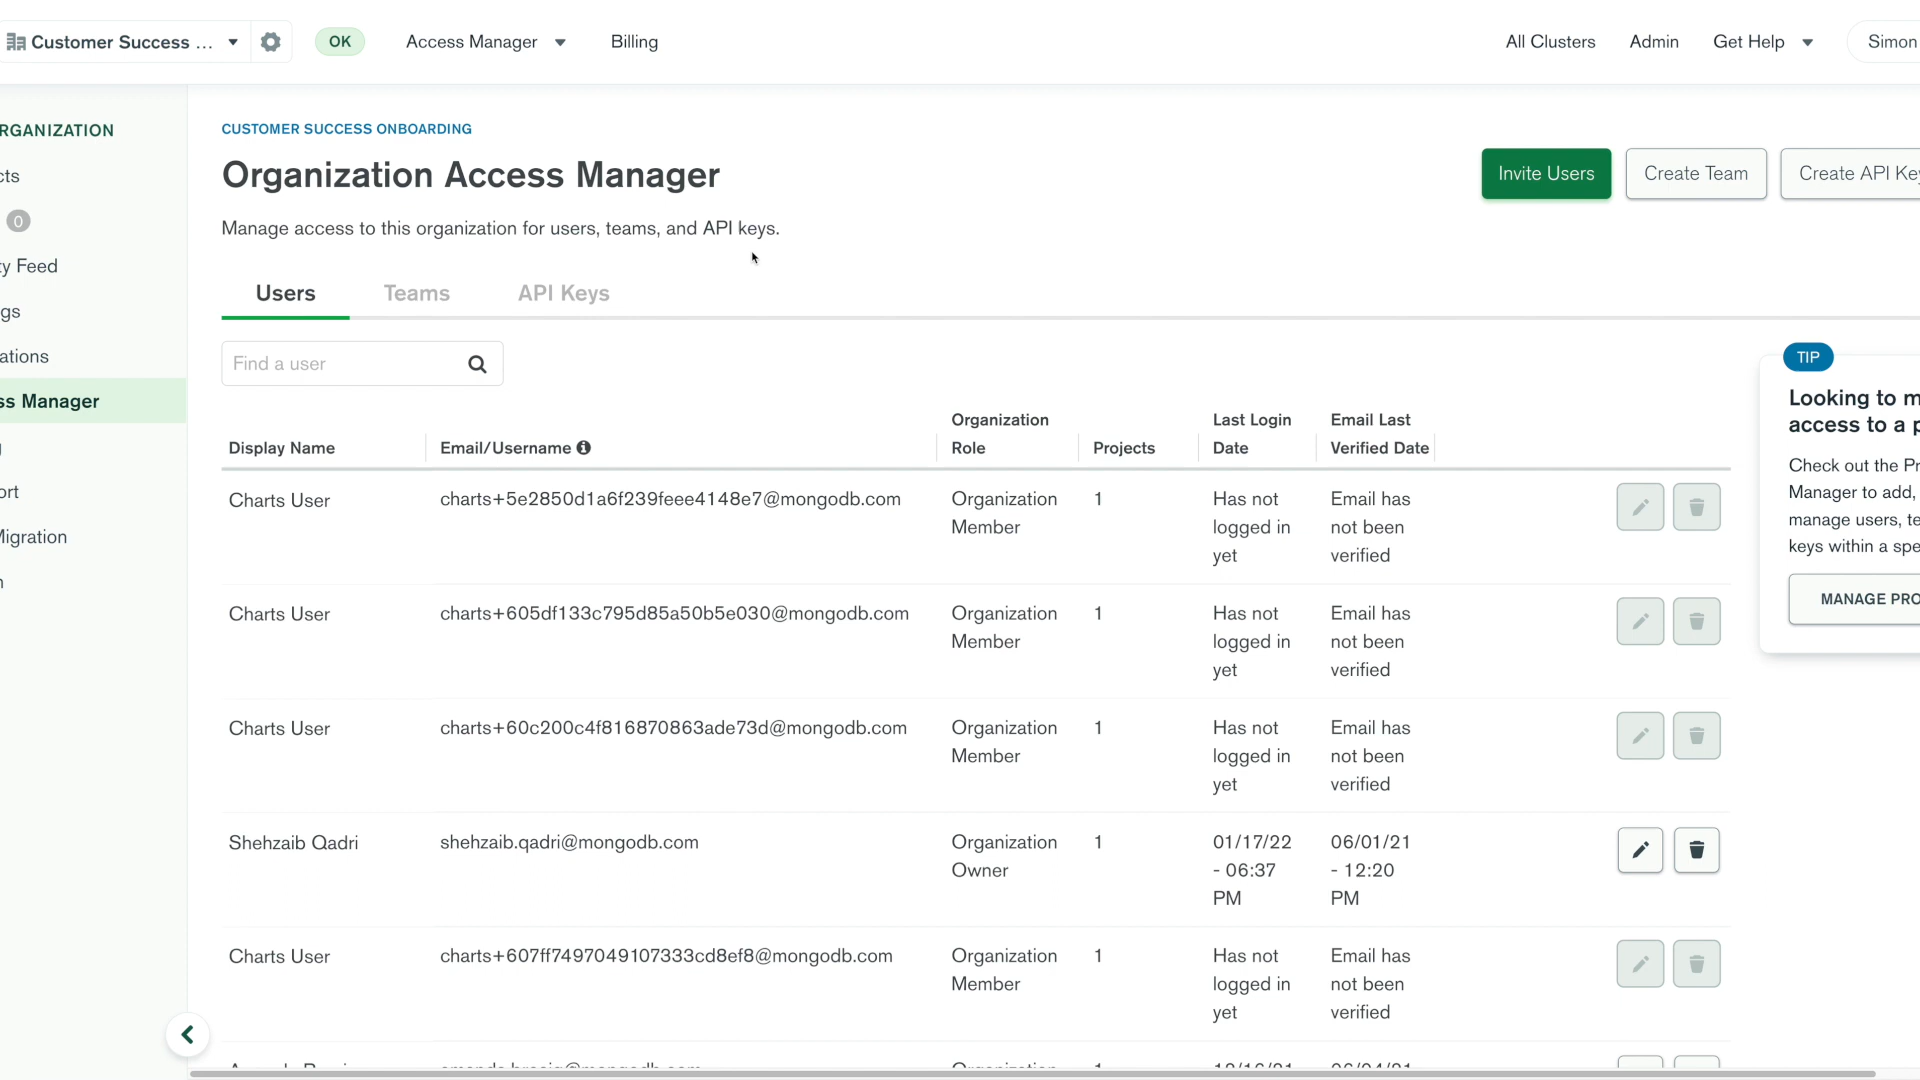 Customer Success ...
OK
Access Manager
Billing
All Clusters
Admin
Get Help
Simon
RGANIZATION
cts
0
ty Feed
gs
ations
ss Manager
ort
Migration
CUSTOMER SUCCESS ONBOARDING
Organization Access Manager
Manage access to this organization for users, teams, and API keys.
Invite Users
Create Team
Create API Key
Users
Teams
API Keys
Find a user
Display Name
Email/Username
Organization
Role
Projects
Last Login
Date
Email Last
Verified Date
Charts User
charts+5e2850d1a6f239feee4148e7@mongodb.com
Organization
Member
1
Has not
logged in
yet
Email has
not been
verified
Charts User
charts+605df133c795d85a50b5e030@mongodb.com
Organization
Member
1
Has not
logged in
yet
Email has
not been
verified
Charts User
charts+60c200c4f816870863ade73d@mongodb.com
Organization
Member
1
Has not
logged in
yet
Email has
not been
verified
Shehzaib Qadri
shehzaib.qadri@mongodb.com
Organization
Owner
1
01/17/22
- 06:37
PM
06/01/21
- 12:20
PM
Charts User
charts+607ff7497049107333cd8ef8@mongodb.com
Organization
Member
1
Has not
logged in
yet
Email has
not been
verified
Organization
1
TIP
Looking to m
access to a p
Check out the Pr
Manager to add,
manage users, te
keys within a spe
MANAGE PRO